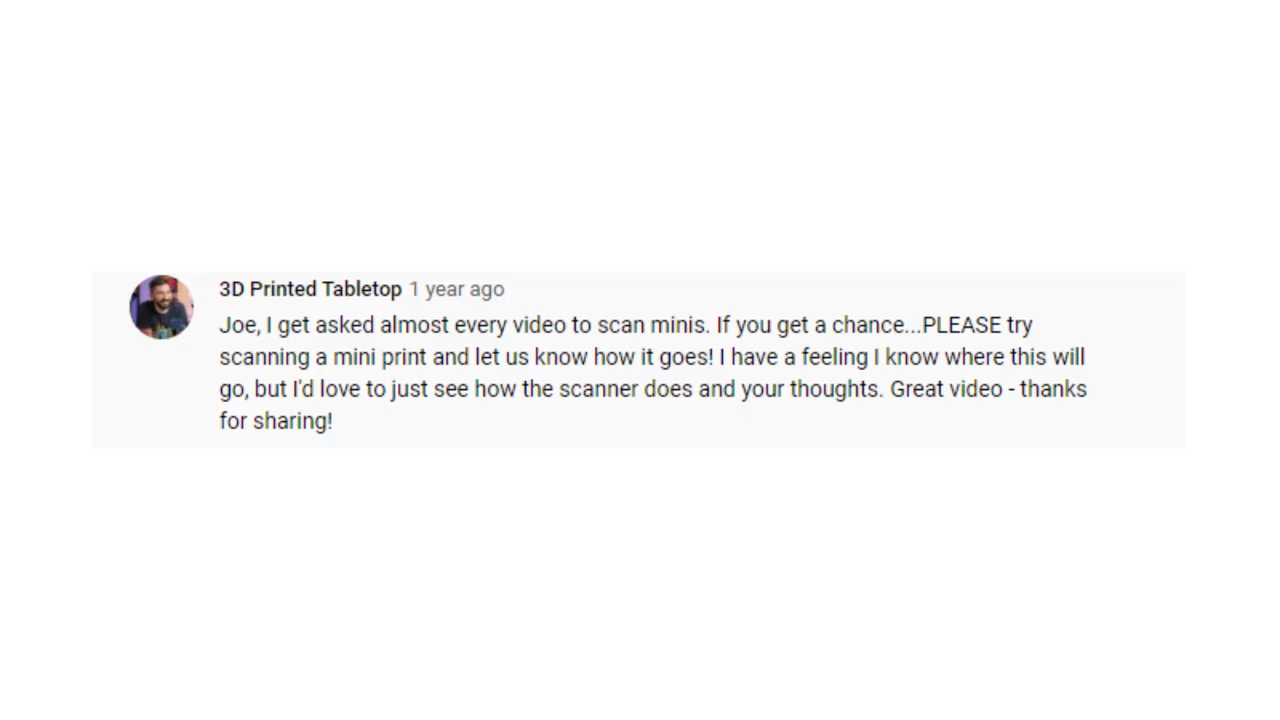 3D Printed Tabletop 1 year ago
Joe, I get asked almost every video to scan minis. If you get a chance...PLEASE try
scanning a mini print and let us know how it goes! I have a feeling I know where this will
go, but I'd love to just see how the scanner does and your thoughts. Great video - thanks
for sharing!